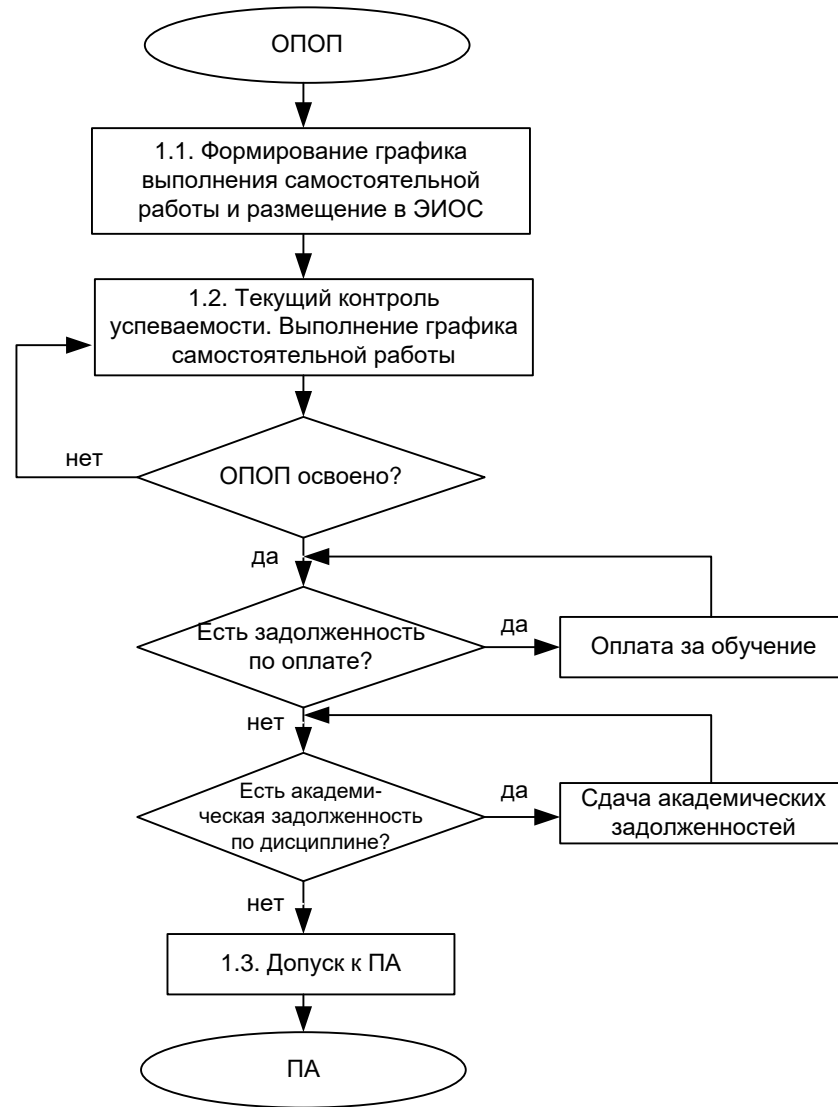 ОПОП
1.1. Формирование графика
выполнения самостоятельной
работы и размещение в ЭИОС
1.2. Текущий контроль
успеваемости. Выполнение графика
самостоятельной работы
нет
ОПОП освоено?
да
Есть задолженность
по оплате?
да
Оплата за обучение
нет
Есть академи-
ческая задолженность
по дисциплине?
да
Сдача академических
задолженностей
нет
1.3. Допуск к ПА
ПА